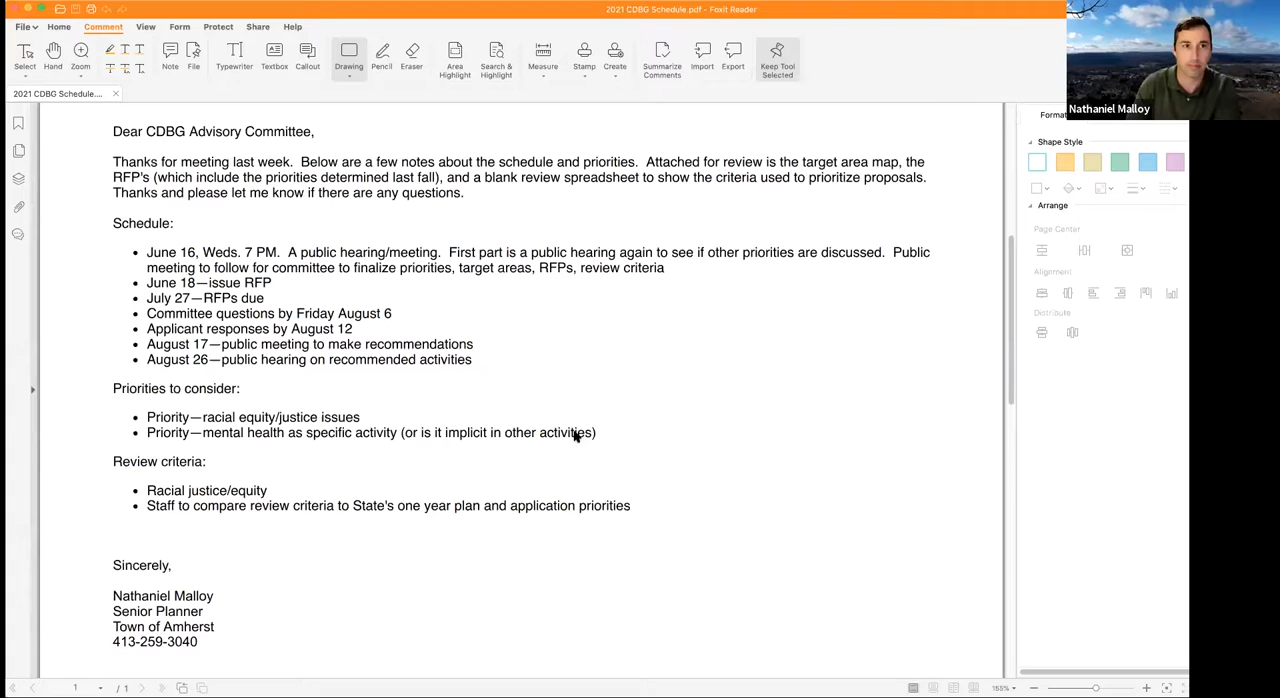 2021 CDBG Schedule.pdf - Foxit Reader
File Home Comment View Form Protect Share Help
Select Hand Zoom Note File Typewriter Textbox Callout Drawing Pencil Eraser Area Highlight Search & Highlight Measure Stamp Create Summarize Comments Import Export Keep Tool Selected
Nathaniel Malloy
2021 CDBG Schedule....
Dear CDBG Advisory Committee,
Thanks for meeting last week. Below are a few notes about the schedule and priorities. Attached for review is the target area map, the
RFP's (which include the priorities determined last fall), and a blank review spreadsheet to show the criteria used to prioritize proposals.
Thanks and please let me know if there are any questions.
Schedule:
• June 16, Weds. 7 PM. A public hearing/meeting. First part is a public hearing again to see if other priorities are discussed. Public
meeting to follow for committee to finalize priorities, target areas, RFPs, review criteria
• June 18—issue RFP
• July 27—RFPs due
• Committee questions by Friday August 6
• Applicant responses by August 12
• August 17—public meeting to make recommendations
• August 26—public hearing on recommended activities
Priorities to consider:
• Priority—racial equity/justice issues
• Priority—mental health as specific activity (or is it implicit in other activities)
Review criteria:
• Racial justice/equity
• Staff to compare review criteria to State's one year plan and application priorities
Sincerely,
Nathaniel Malloy
Senior Planner
Town of Amherst
413-259-3040
Format
Shape Style
Arrange
Page Center
Alignment
Distribute
1 / 1
155%